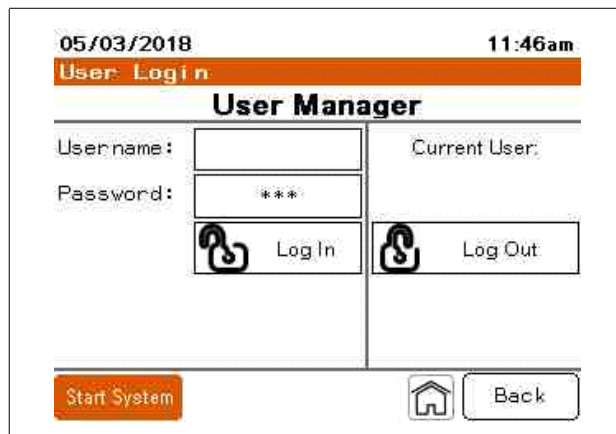 05/03/2018 11:46am
User Login
User Manager
Username: Current User:
Password: ***
Log In Log Out
Start System Back